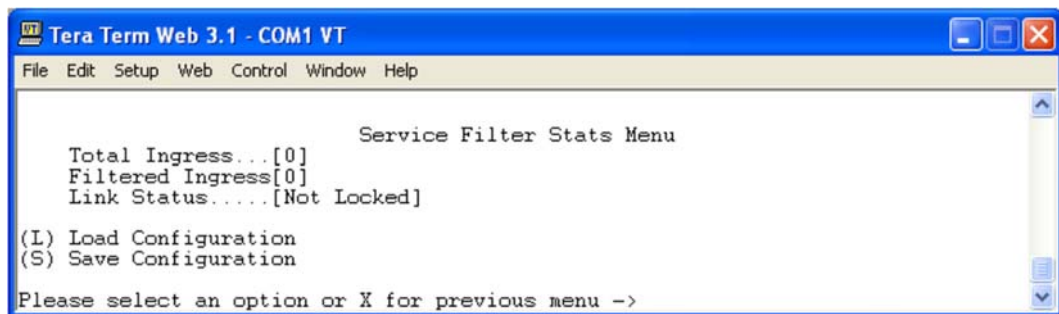 Tera Term Web 3.1 - COM1 VT
File Edit Setup Web Control Window Help
Service Filter Stats Menu
Total Ingress...[0]
Filtered Ingress[0]
Link Status.....[Not Locked]
(L) Load Configuration
(S) Save Configuration
Please select an option or X for previous menu ->